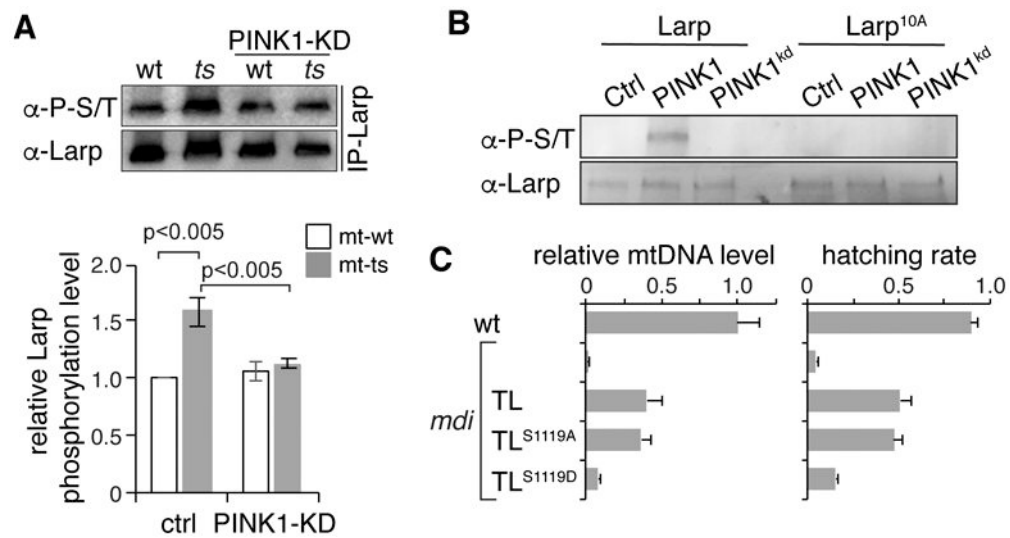 A
PINK1-KD
wt ts wt ts
α-P-S/T
α-Larp
IP-Larp
p<0.005
p<0.005
mt-wt
mt-ts
relative Larp
phosphorylation level
2.0
1.5
1.0
0.5
0
ctrl PINK1-KD
B
Larp Larp10A
Ctrl PINK1 PINK1kd Ctrl PINK1 PINK1kd
α-P-S/T
α-Larp
C
relative mtDNA level hatching rate
0 0.5 1.0 0 0.5 1.0
wt
mdi
TL
TLS1119A
TLS1119D